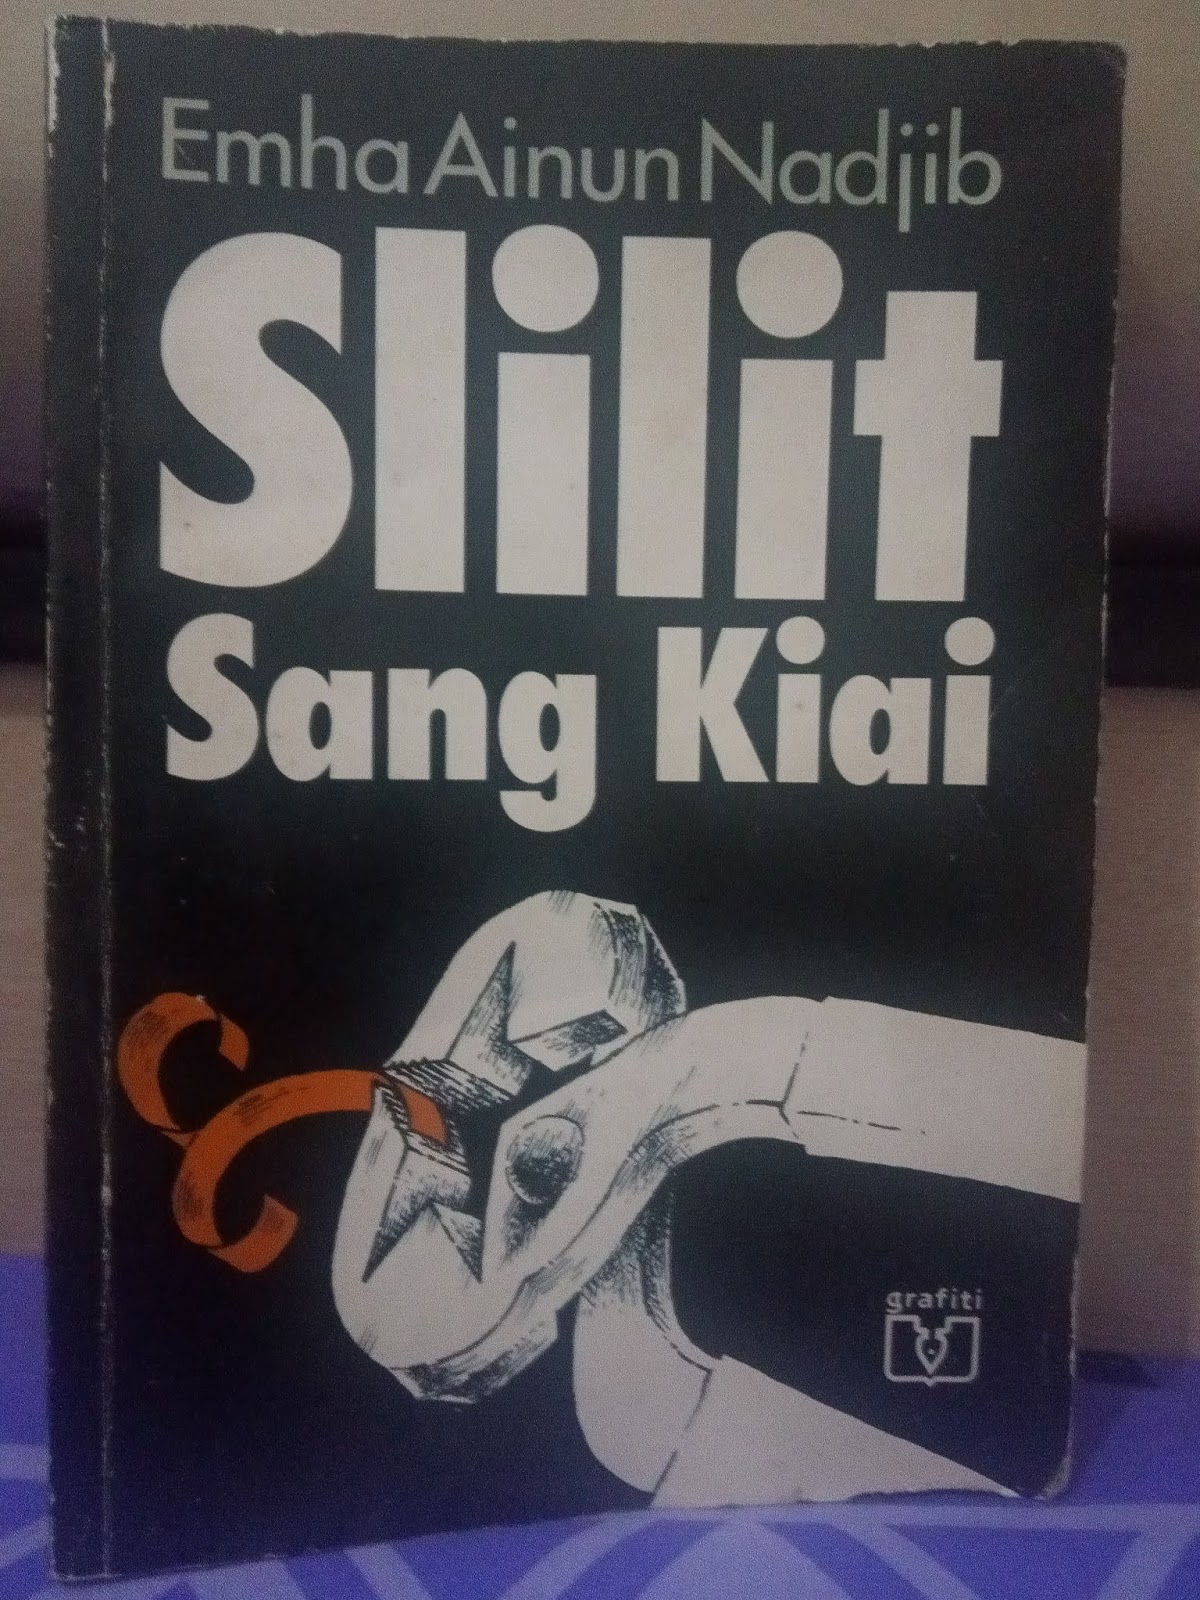 Emha Ainun Nadjib
Slilit
Sang Kiai
grafiti